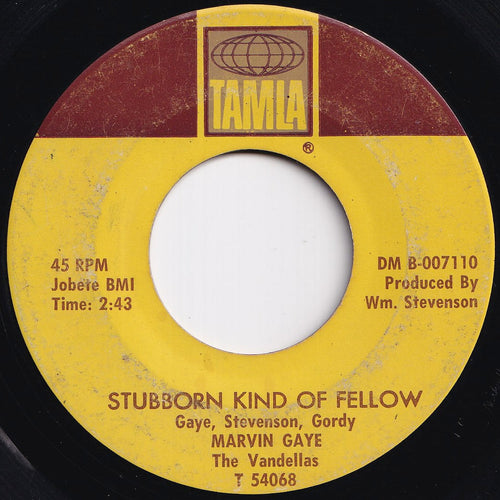 TAMLA
®
45 RPM
Jobete BMI
Time: 2:43
DM B-007110
Produced By
Wm. Stevenson
STUBBORN KIND OF FELLOW
Gaye, Stevenson, Gordy
MARVIN GAYE
The Vandellas
T 54068